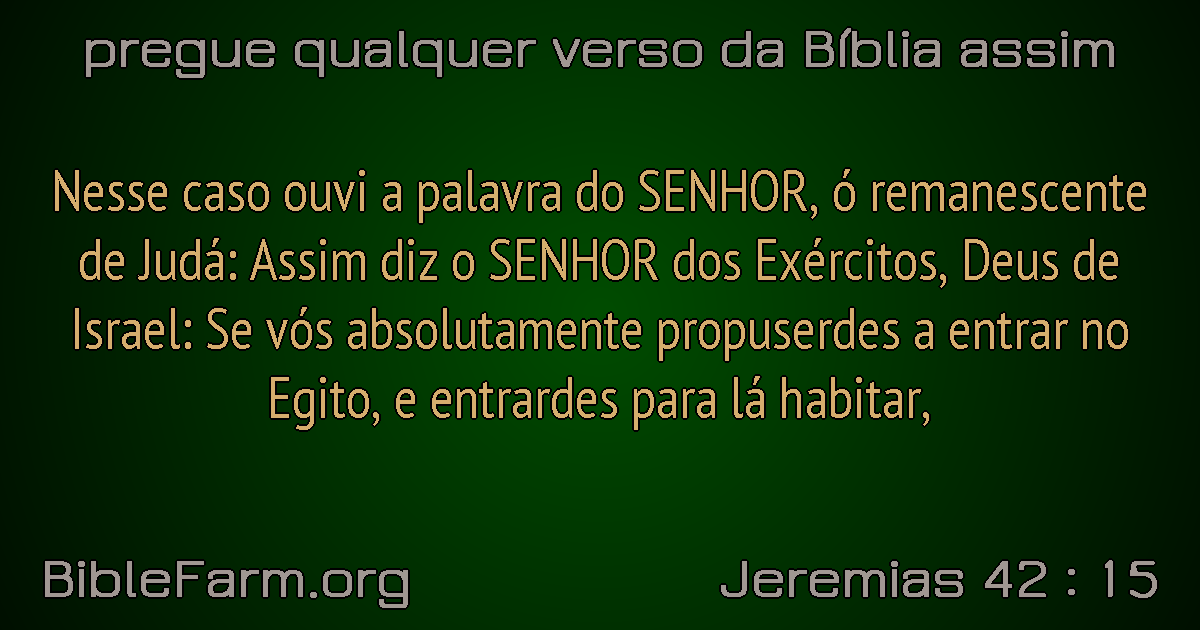 pregue qualquer verso da Bíblia assim
Nesse caso ouvi a palavra do SENHOR, ó remanescente
de Judá: Assim diz o SENHOR dos Exércitos, Deus de
Israel: Se vós absolutamente propuserdes a entrar no
Egito, e entrardes para lá habitar,
BibleFarm.org
Jeremias 42 : 15